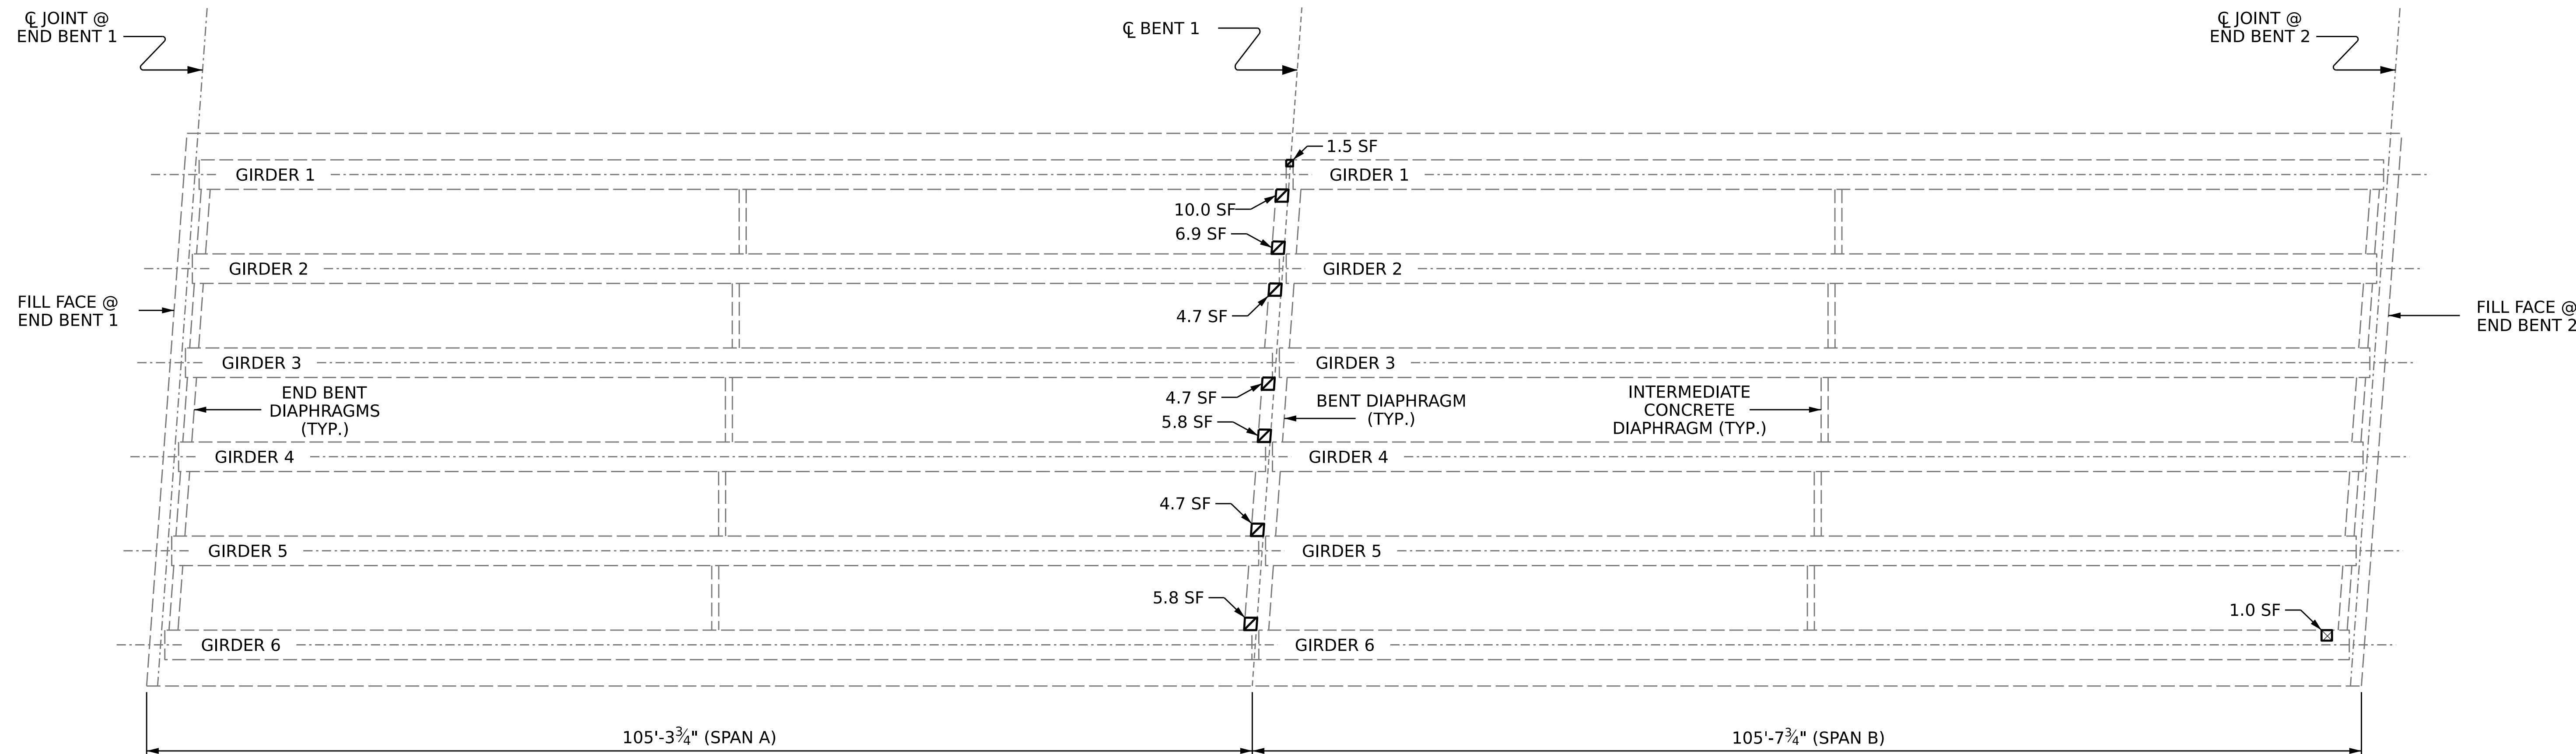 ℄ JOINT @
END BENT 1
℄ BENT 1
℄ JOINT @
END BENT 2
1.5 SF
GIRDER 1
GIRDER 1
10.0 SF
6.9 SF
GIRDER 2
GIRDER 2
FILL FACE @
END BENT 1
4.7 SF
FILL FACE @
END BENT 2
GIRDER 3
GIRDER 3
END BENT
DIAPHRAGMS
(TYP.)
4.7 SF
BENT DIAPHRAGM
(TYP.)
INTERMEDIATE
CONCRETE
DIAPHRAGM (TYP.)
5.8 SF
GIRDER 4
GIRDER 4
4.7 SF
GIRDER 5
GIRDER 5
5.8 SF
1.0 SF
GIRDER 6
GIRDER 6
105'-3¾" (SPAN A)
105'-7¾" (SPAN B)